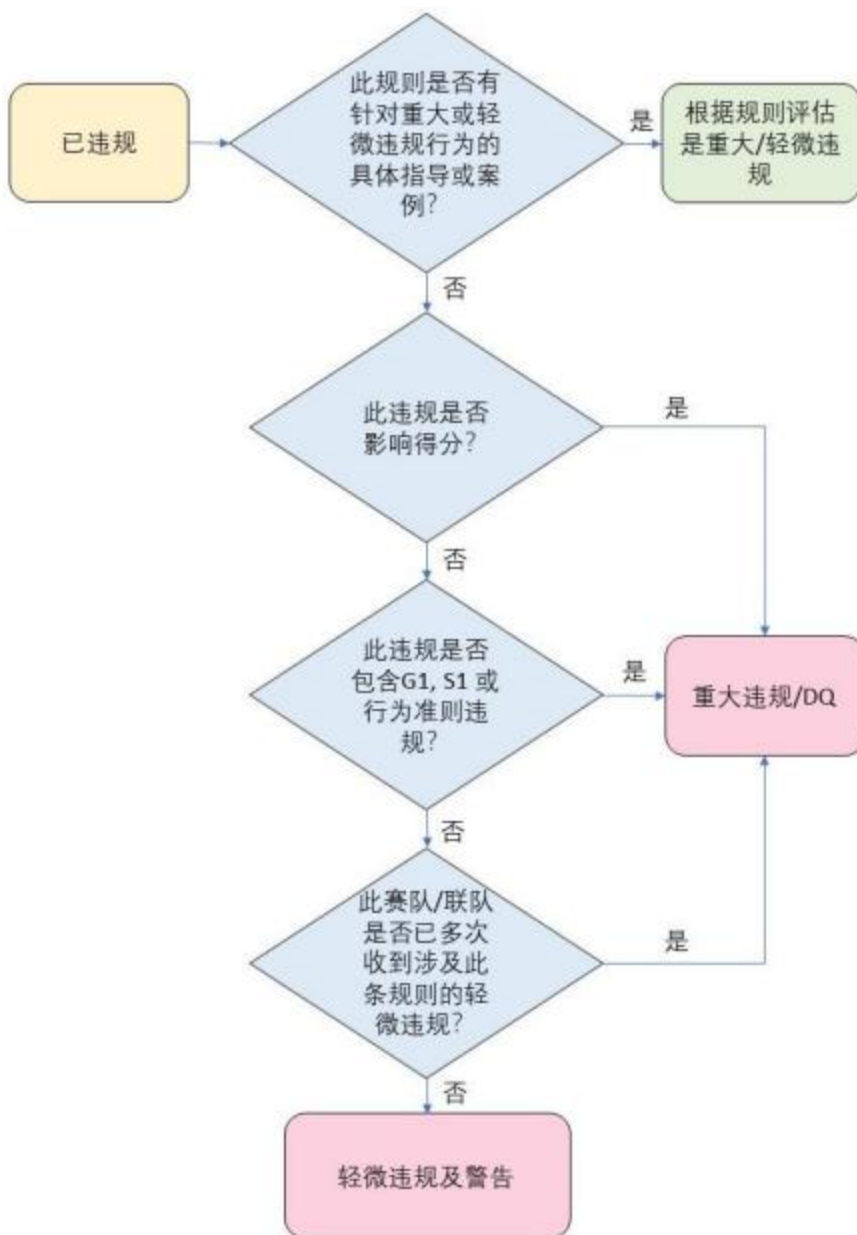 已违规
此规则是否有
针对重大或轻
微违规行为的
具体指导或案
例？
是
根据规则评估
是重大/轻微违
规
否
此违规是否
影响得分？
是
否
此违规是否
包含G1, S1 或
行为准则违
规？
是
重大违规/DQ
否
此赛队/联队
是否已多次
收到涉及此
条规则的轻
微违规？
是
否
轻微违规及警告